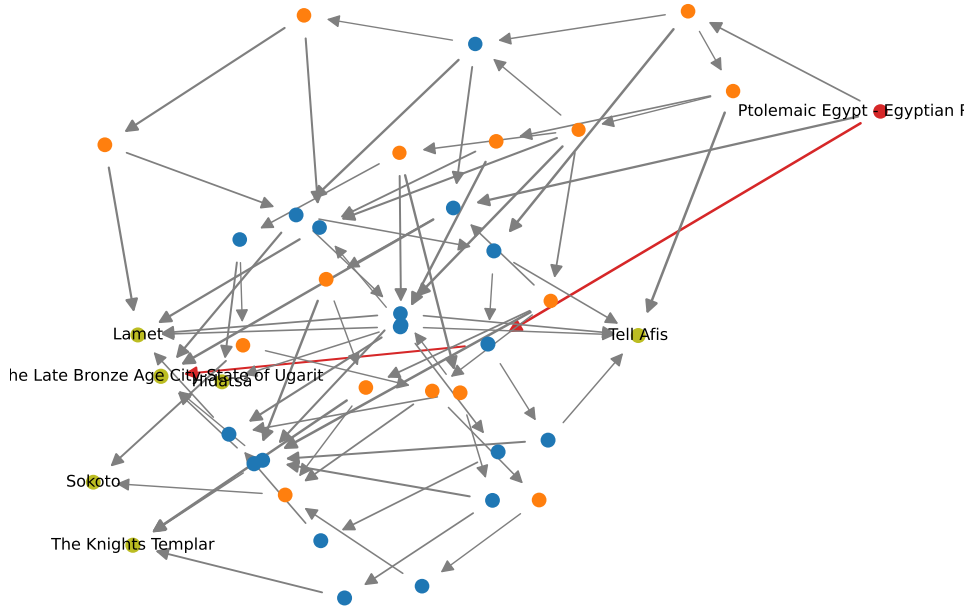 Ptolemaic Egypt - Egyptian
Lamet
Tell Afis
he Late Bronze Age City-State of Ugarit
Hidatsa
Sokoto
The Knights Templar